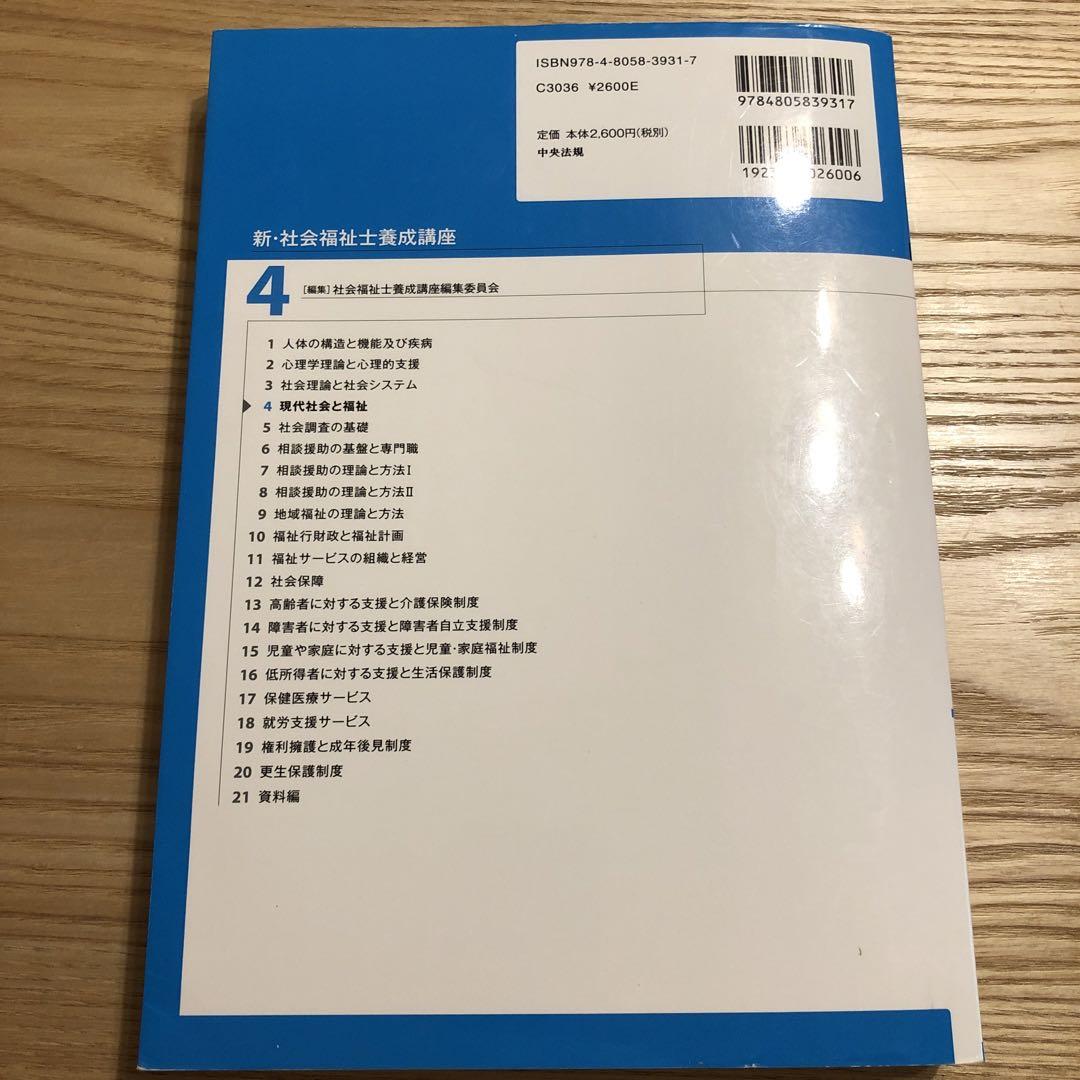 ISBN978-4-8058-3931-7
C3036 ¥2600E
定価 本体2,600円(税別)
中央法規
9784805839317
026006
新・社会福祉士養成講座
4
[編集]社会福祉士養成講座編集委員会
1 人体の構造と機能及び疾病
2 心理学理論と心理的支援
3 社会理論と社会システム
4 現代社会と福祉
5 社会調査の基礎
6 相談援助の基盤と専門職
7 相談援助の理論と方法Ⅰ
8 相談援助の理論と方法Ⅱ
9 地域福祉の理論と方法
10 福祉行財政と福祉計画
11 福祉サービスの組織と経営
12 社会保障
13 高齢者に対する支援と介護保険制度
14 障害者に対する支援と障害者自立支援制度
15 児童や家庭に対する支援と児童・家庭福祉制度
16 低所得者に対する支援と生活保護制度
17 保健医療サービス
18 就労支援サービス
19 権利擁護と成年後見制度
20 更生保護制度
21 資料編